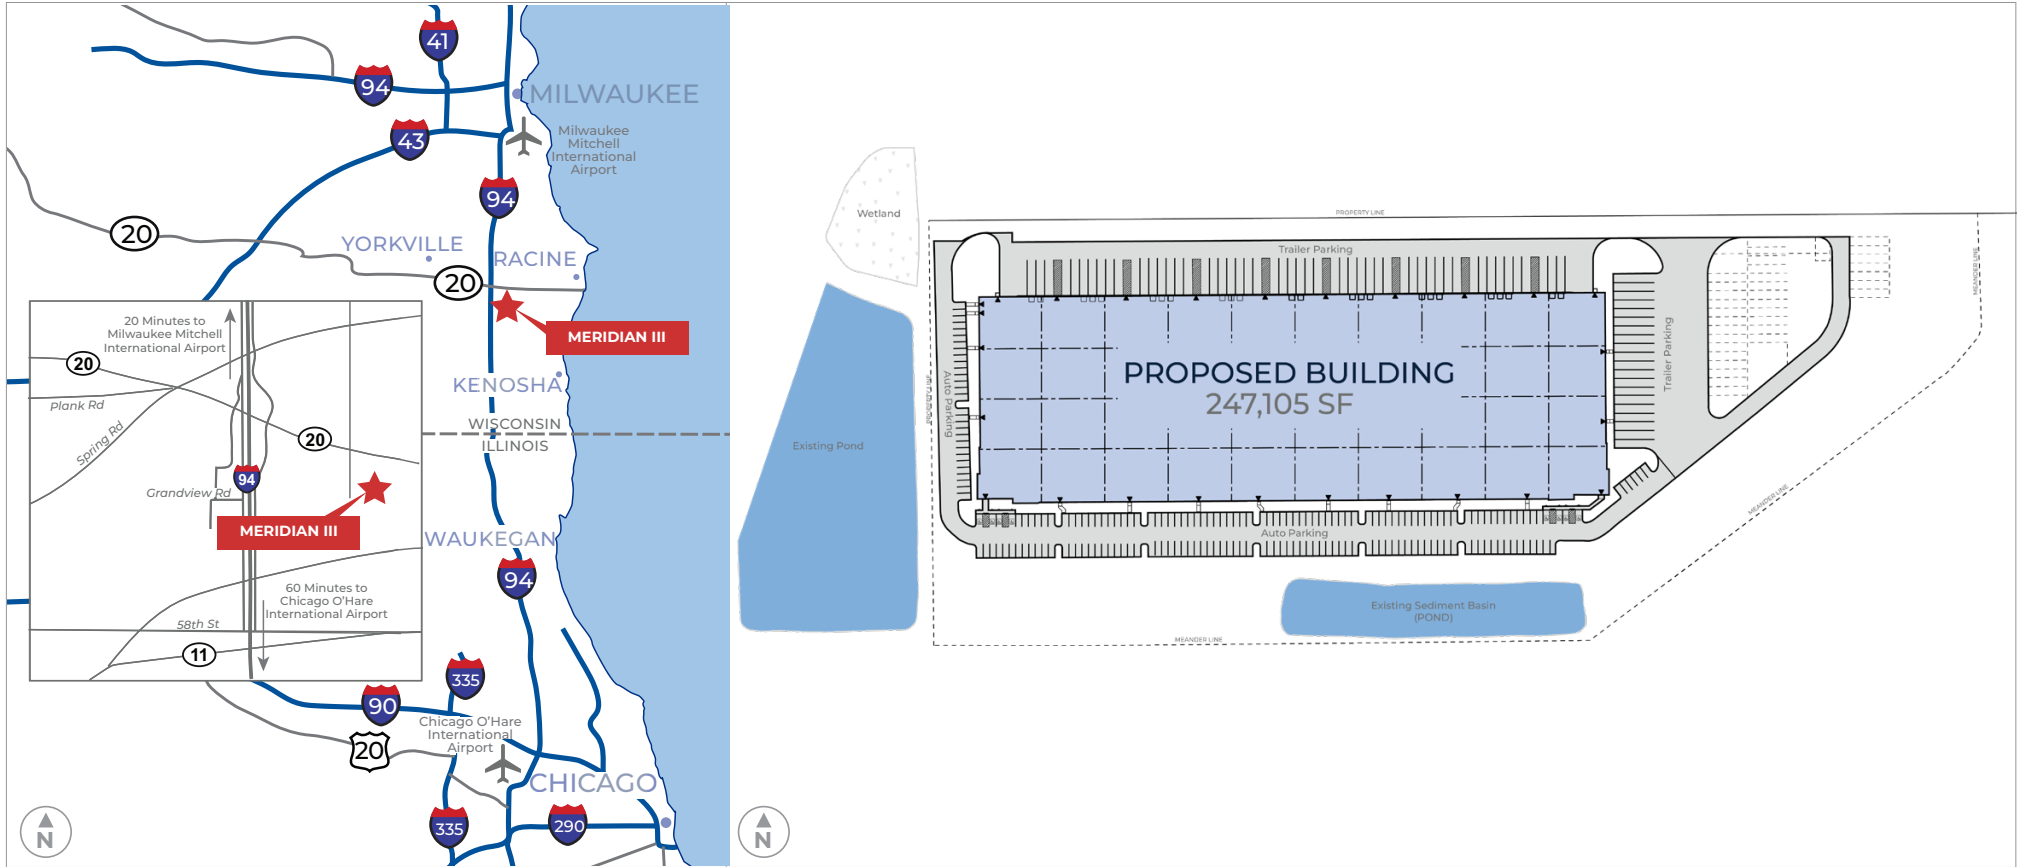 41
94
MILWAUKEE
43
Milwaukee
Mitchell
International
Airport
94
20
YORKVILLE
RACINE
20
MERIDIAN III
KENOSHA
WISCONSIN
ILLINOIS
WAUKEGAN
94
20 Minutes to
Milwaukee Mitchell
International Airport
20
Plank Rd
Spring Rd
20
94
Grandview Rd
MERIDIAN III
60 Minutes to
Chicago O'Hare
International Airport
58th St
11
335
90
Chicago O'Hare
International
Airport
20
CHICAGO
335
290
N
Wetland
PROPERTY LINE
Trailer Parking
MEANDER LINE
PROPOSED BUILDING
247,105 SF
Trailer Parking
Auto Parking
Existing Pond
MEANDER LINE
Auto Parking
Existing Sediment Basin
(POND)
MEANDER LINE
N